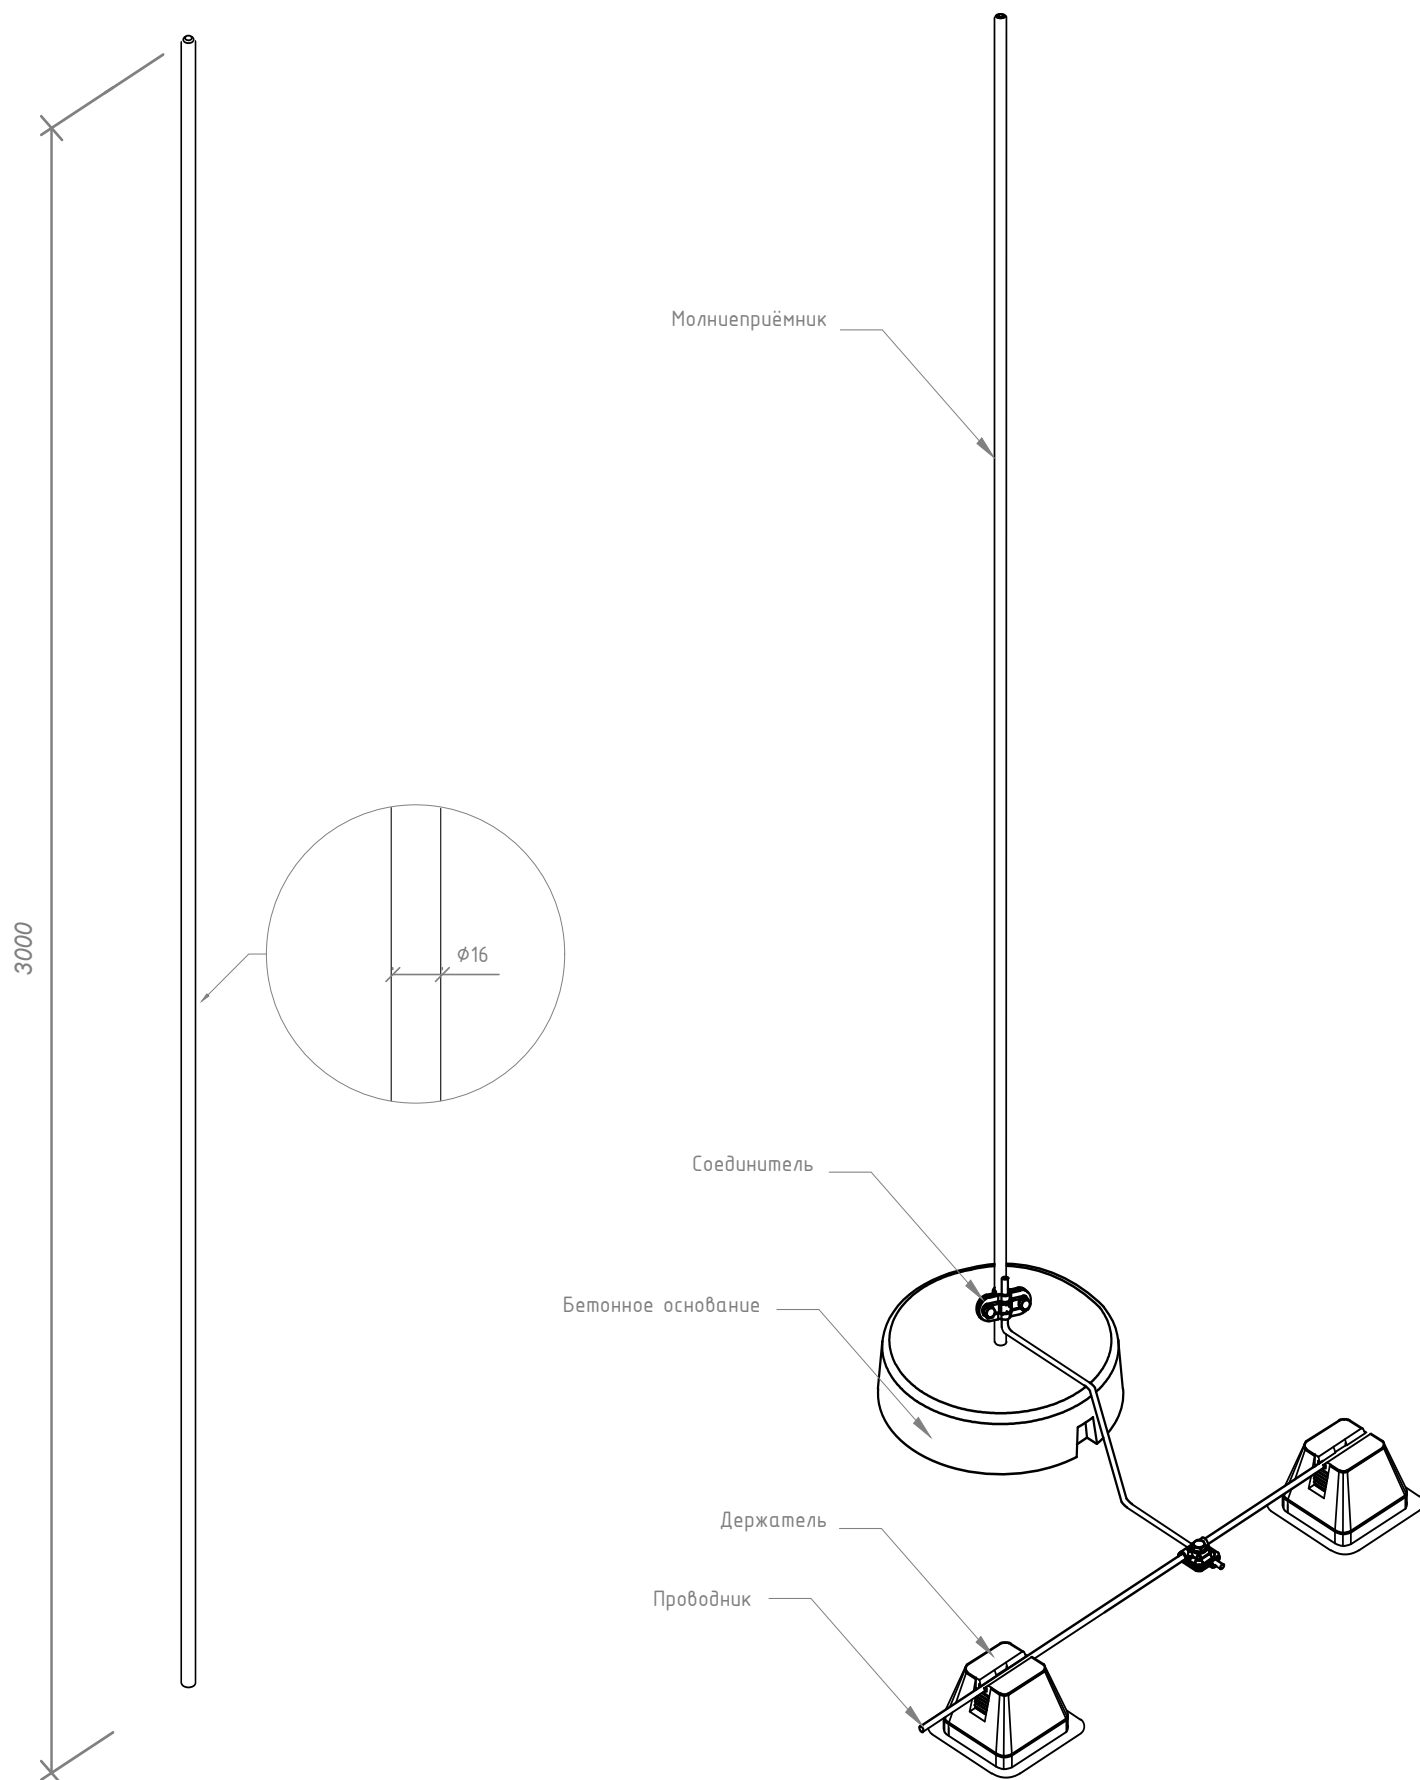 Молниеприёмник
3000
Ø16
Соединитель
Бетонное основание
Держатель
Проводник